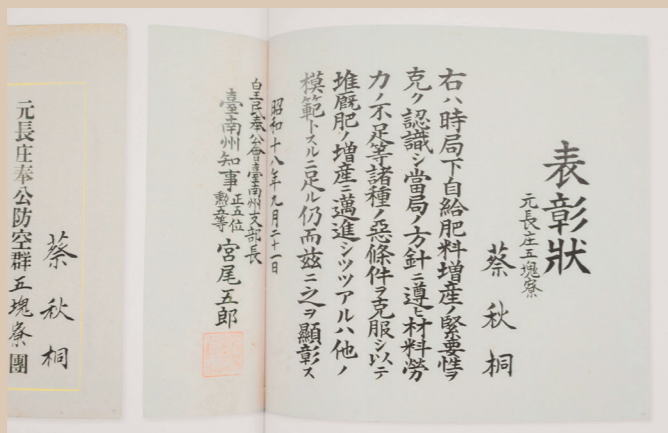 表彰狀
元長庄五塊寮
蔡秋桐
右ハ時局下自給肥料増産ノ緊要性ヲ
克ク認識シ當局ノ方針ニ遵ヒ材料勞
力ノ不足等諸種ノ惡條件ヲ克服シ以テ
堆厩肥ノ増産ニ邁進シツツアルハ他ノ
模範トスルニ足ル仍而玆ニ之ヲ顯彰ス
昭和十八年九月二十一日
皇民奉公會臺南州支部長
臺南州知事 正五位 勲五等 宮尾五郎
蔡秋桐
元長庄奉公防空群五塊寮團